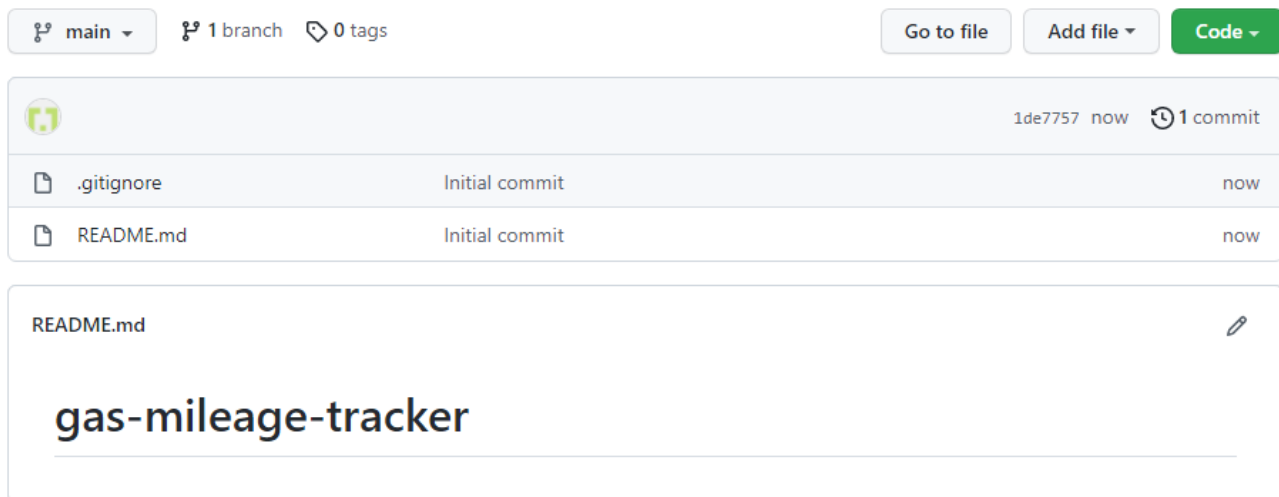 main 1 branch 0 tags Go to file Add file Code
1de7757 now 1 commit
.gitignore Initial commit now
README.md Initial commit now
README.md
gas-mileage-tracker